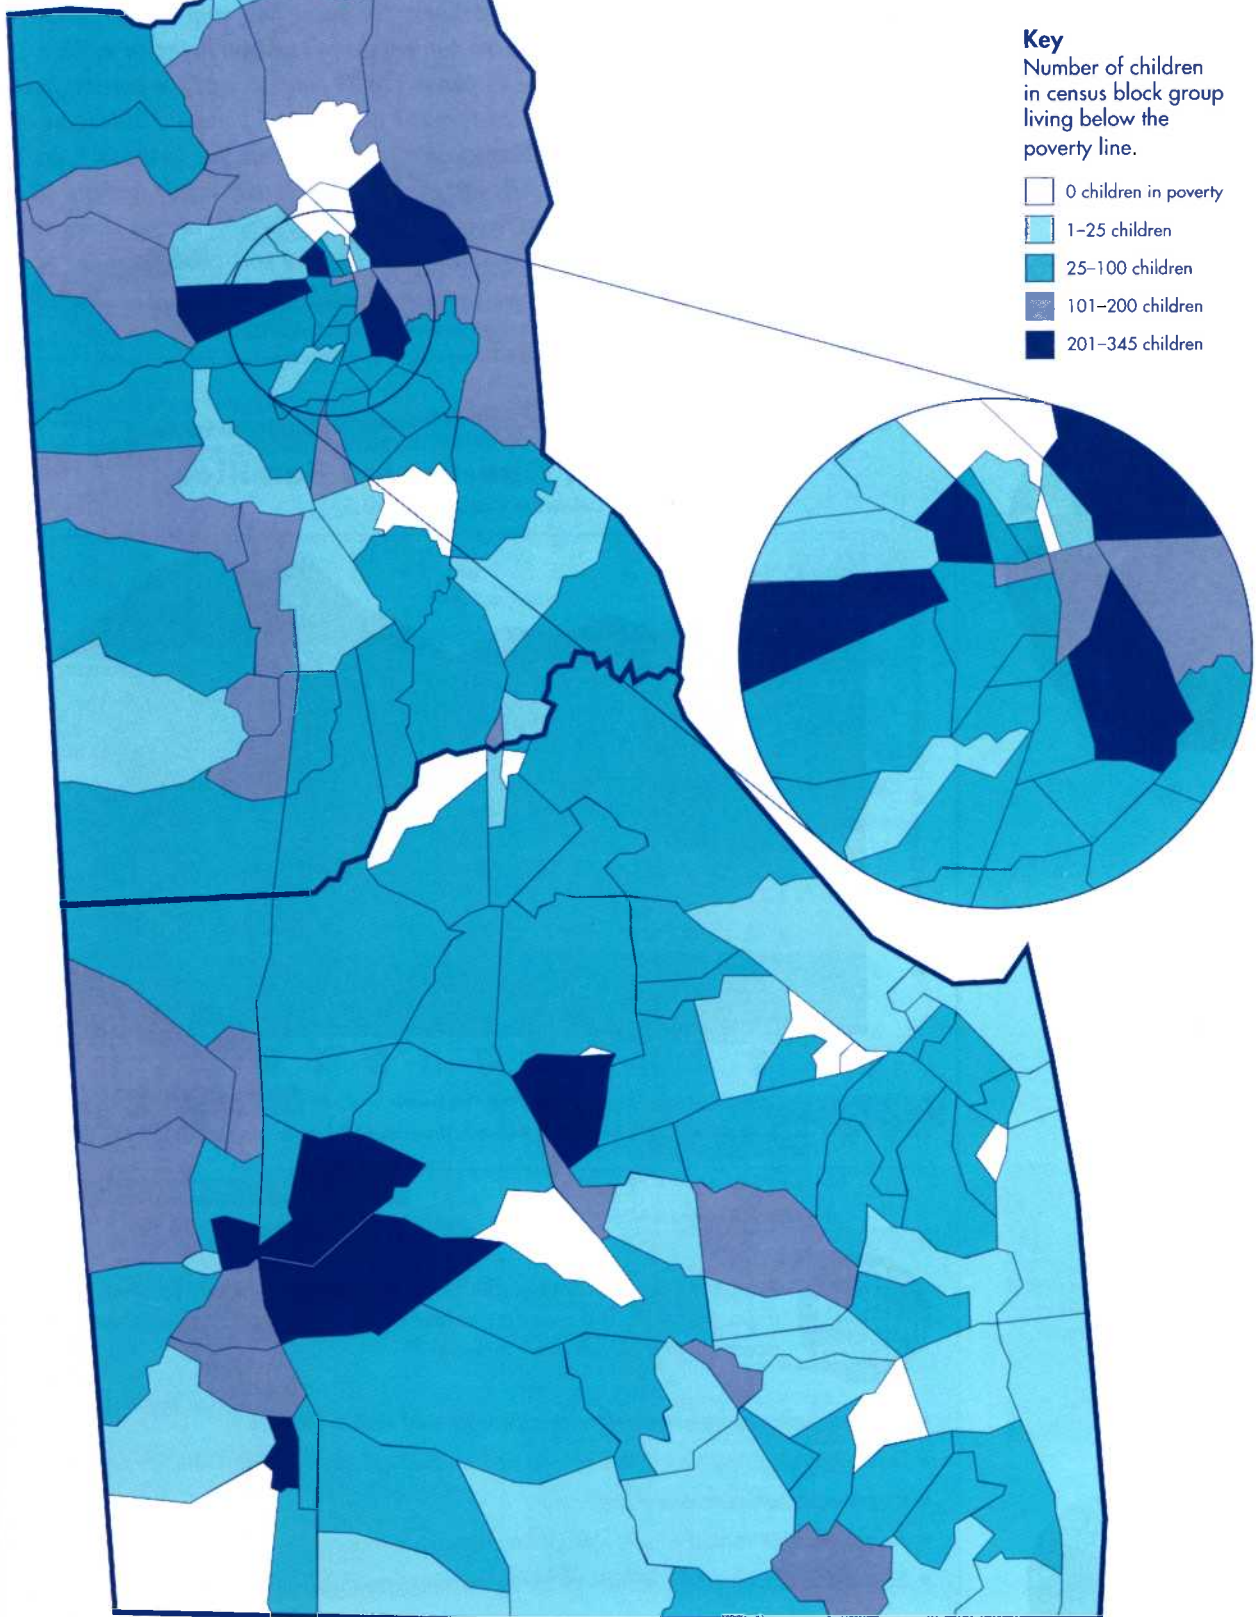 Key
Number of children
in census block group
living below the
poverty line.
0 children in poverty
1–25 children
25–100 children
101–200 children
201–345 children